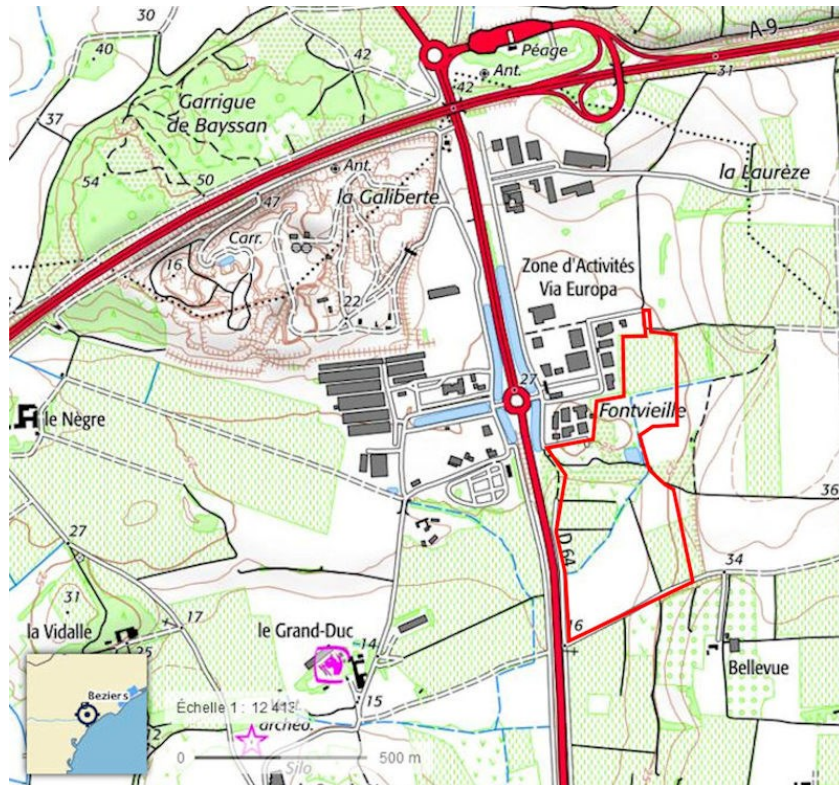 30
40
42
Péage
A 9
31
Ant.
42
Garrigue
de Bayssan
37
Ant.
la Laurèze
54
50
47
la Galiberte
Carr.
16
22
Zone d'Activités
Via Europa
27
Fontvieille
le Nègre
36
27
D 64
34
31
17
la Vidalle
25
le Grand-Duc
14
16
Bellevue
15
Beziers
Échelle 1 : 12 413
archéo.
12
0
500 m
Silo